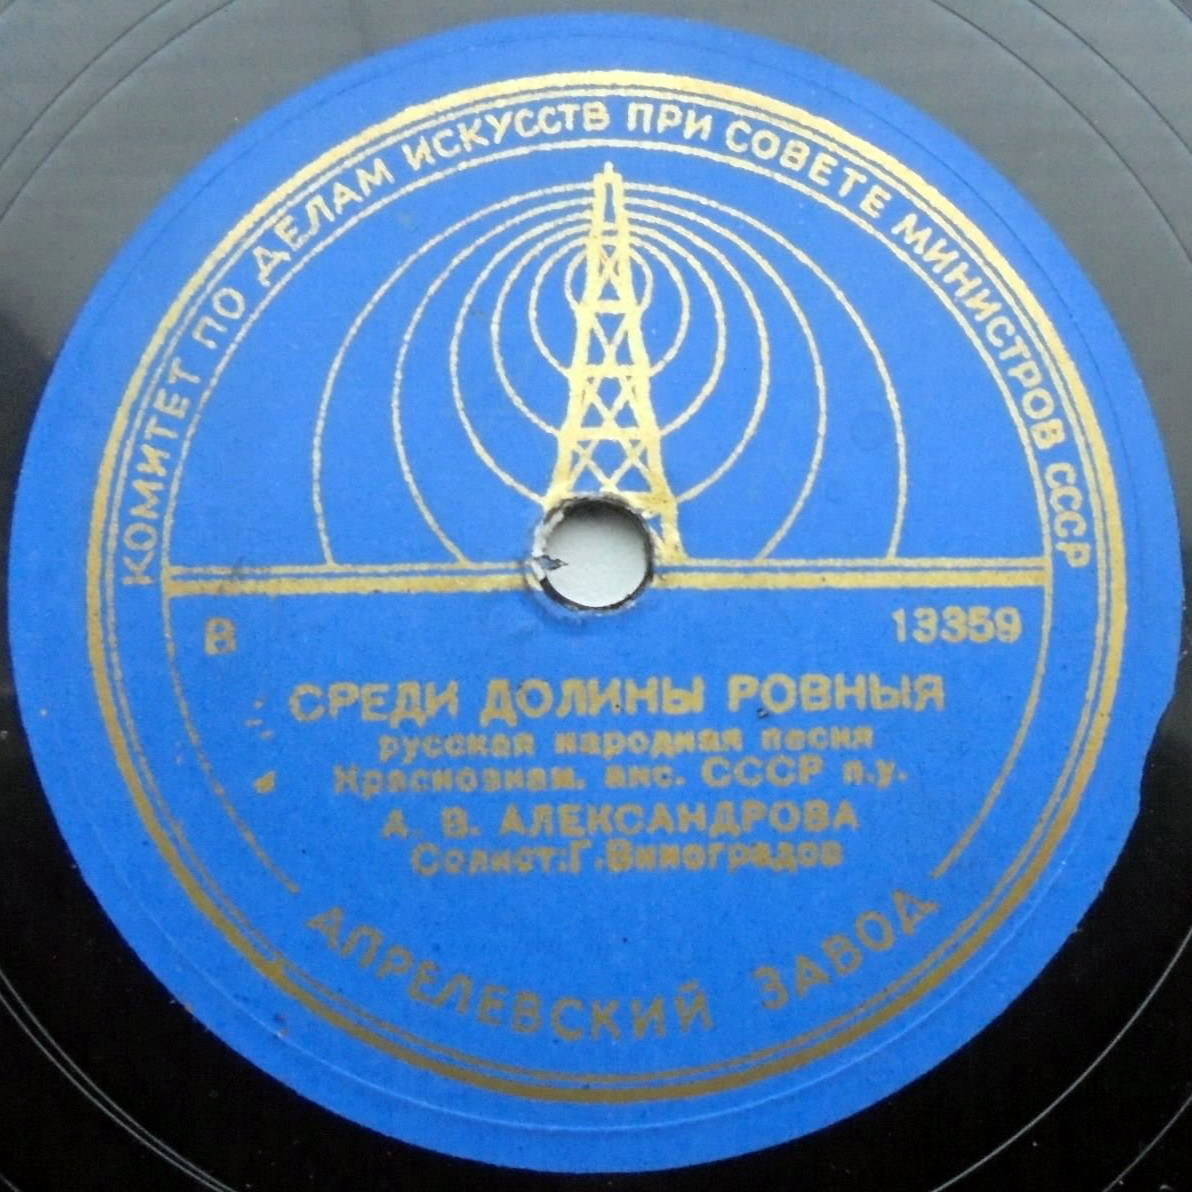 КОМИТЕТ ПО ДЕЛАМ ИСКУССТВ ПРИ СОВЕТЕ МИНИСТРОВ СССР
В 13359
СРЕДИ ДОЛИНЫ РОВНЫЯ
русская народная песня
Краснознам. анс. СССР п.у.
А. В. АЛЕКСАНДРОВА
Солист:Г.Виноградов
АПРЕЛЕВСКИЙ ЗАВОД